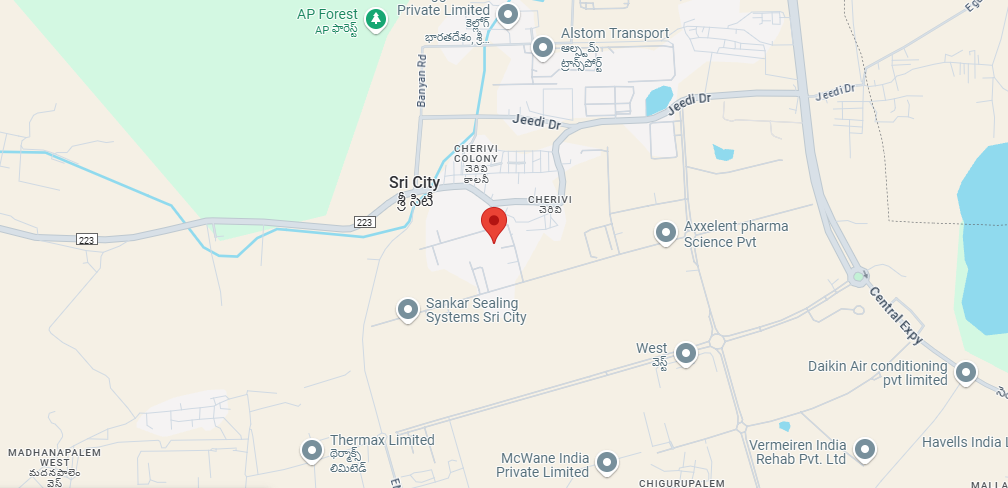 AP Forest
AP ఫారెస్ట్
Private Limited
కెల్లోగ్
భారతదేశం శ్రీ...
Alstom Transport
ఆల్స్టమ్
ట్రాన్స్‌పోర్ట్
Banyan Rd
Jeedi Dr
Jeedi Dr
Jeedi Dr
CHERIVI
COLONY
చెరివి
కాలనీ
Sri City
శ్రీ సిటీ
CHERIVI
చెరివి
223
223
Axxelent pharma
Science Pvt
Sankar Sealing
Systems Sri City
Central Expy
West
వెస్ట్
Daikin Air conditioning
pvt limited
Thermax Limited
థెర్మాక్స్
లిమిటెడ్
MADHANAPALEM
WEST
మదనపాలెం
వెస్ట్
McWane India
Private Limited
Vermeiren India
Rehab Pvt. Ltd
Havells India
CHIGURUPALEM